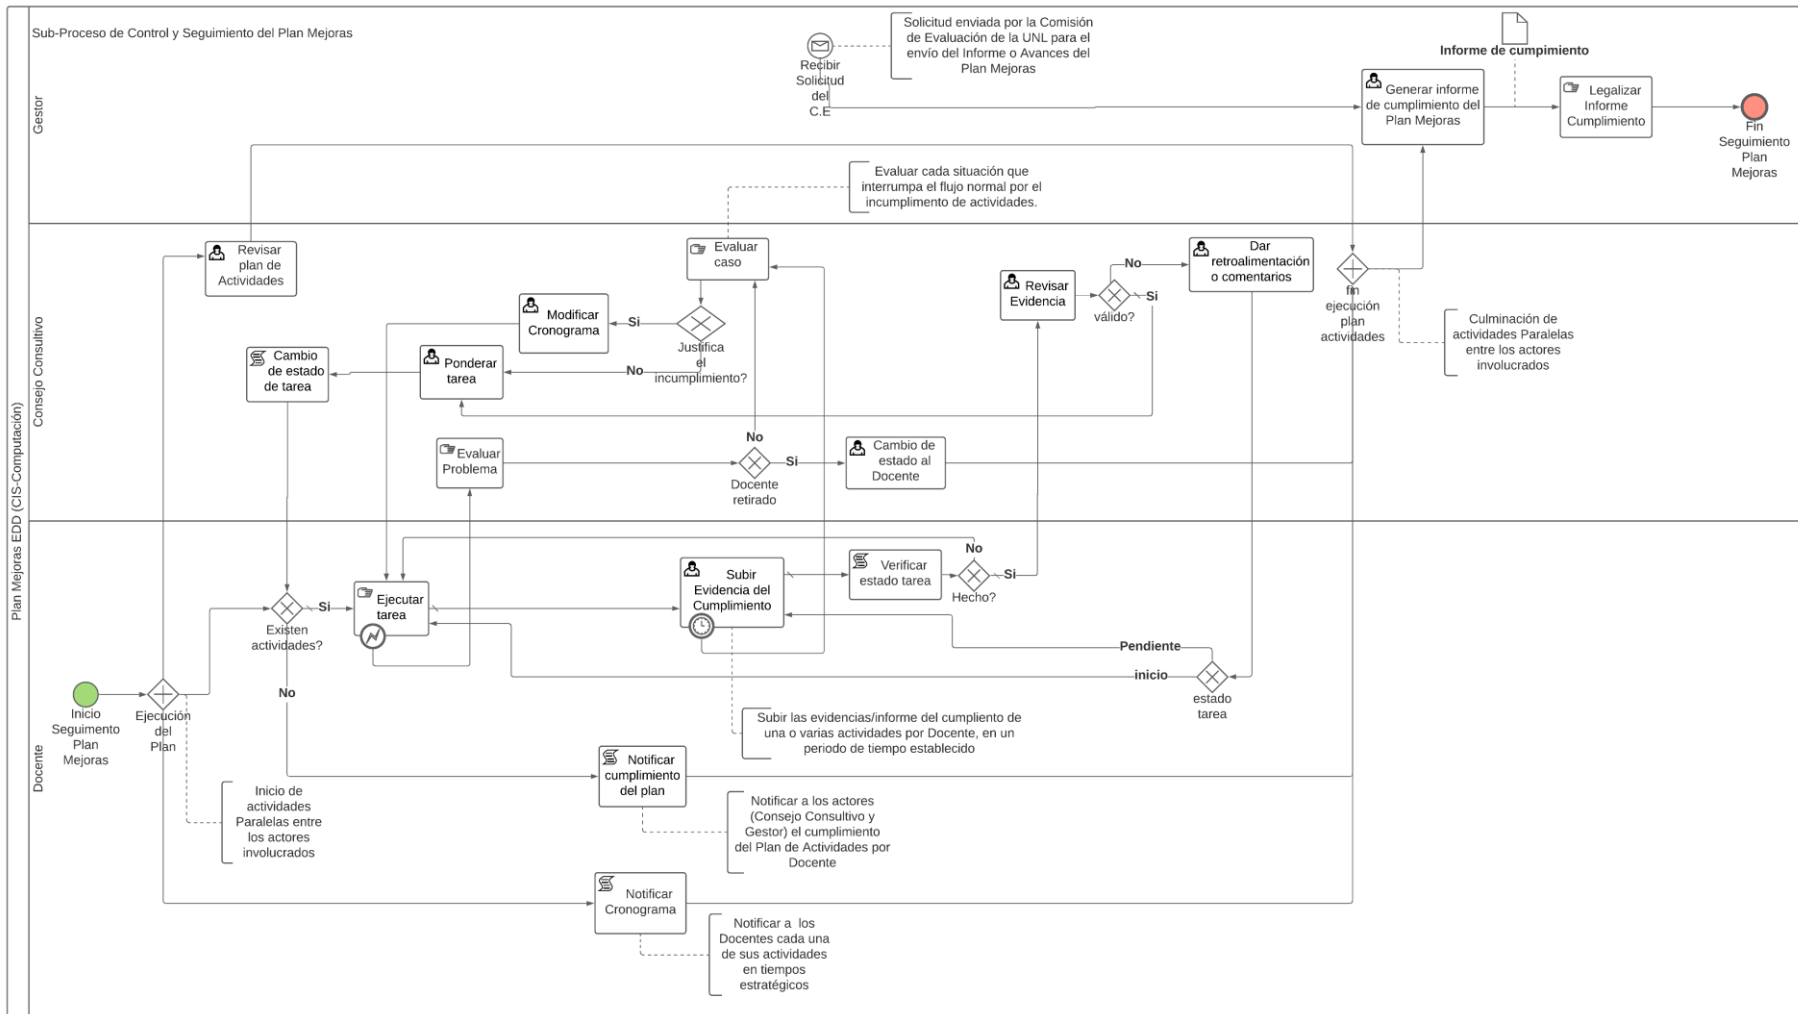 Sub-Proceso de Control y Seguimiento del Plan Mejoras
Plan Mejoras EDD (CIS-Computación)
Gestor
Recibir
Solicitud
del
C.E
Solicitud enviada por la Comisión
de Evaluación de la UNL para el
envío del Informe o Avances del
Plan Mejoras
Informe de cumpimiento
Generar informe
de cumplimiento del
Plan Mejoras
Legalizar
Informe
Cumplimiento
Fin
Seguimiento
Plan
Mejoras
Evaluar cada situación que
interrumpa el flujo normal por el
incumplimiento de actividades.
Consejo Consultivo
Revisar
plan de
Actividades
Evaluar
caso
Modificar
Cronograma
Si
Justifica
el
incumplimiento?
No
Ponderar
tarea
Cambio
de estado
de tarea
Evaluar
Problema
No
Docente
retirado
Si
Cambio de
estado al
Docente
Revisar
Evidencia
válido?
No
Si
Dar
retroalimentación
o comentarios
fin
ejecución
plan
actividades
Culminación de
actividades Paralelas
entre los actores
involucrados
Docente
Inicio
Seguimento
Plan
Mejoras
Ejecución
del
Plan
Inicio de
actividades
Paralelas entre
los actores
involucrados
Existen
actividades?
Si
No
Ejecutar
tarea
Subir
Evidencia del
Cumplimiento
Verificar
estado tarea
No
Hecho?
Si
Pendiente
inicio
estado
tarea
Subir las evidencias/informe del cumpliento de
una o varias actividades por Docente, en un
periodo de tiempo establecido
Notificar
cumplimiento
del plan
Notificar a los actores
(Consejo Consultivo y
Gestor) el cumplimiento
del Plan de Actividades por
Docente
Notificar
Cronograma
Notificar a los
Docentes cada una
de sus actividades
en tiempos
estratégicos